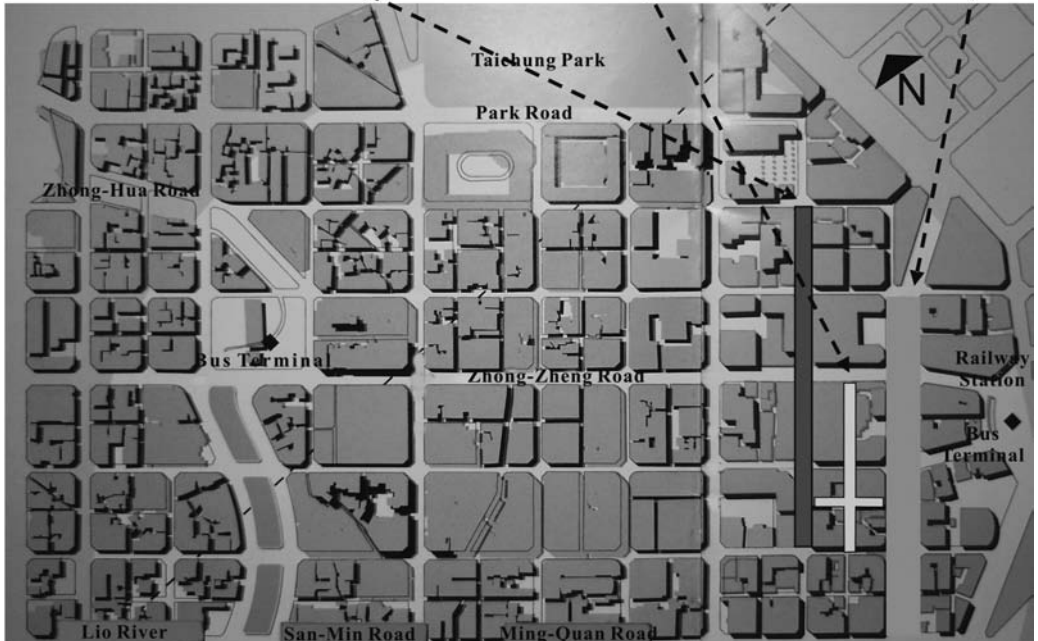 Taichung Park
N
Park Road
Zhong-Hua Road
Bus Terminal
Zhong-Zheng Road
Railway
Station
Bus
Terminal
Lio River
San-Min Road
Ming-Quan Road